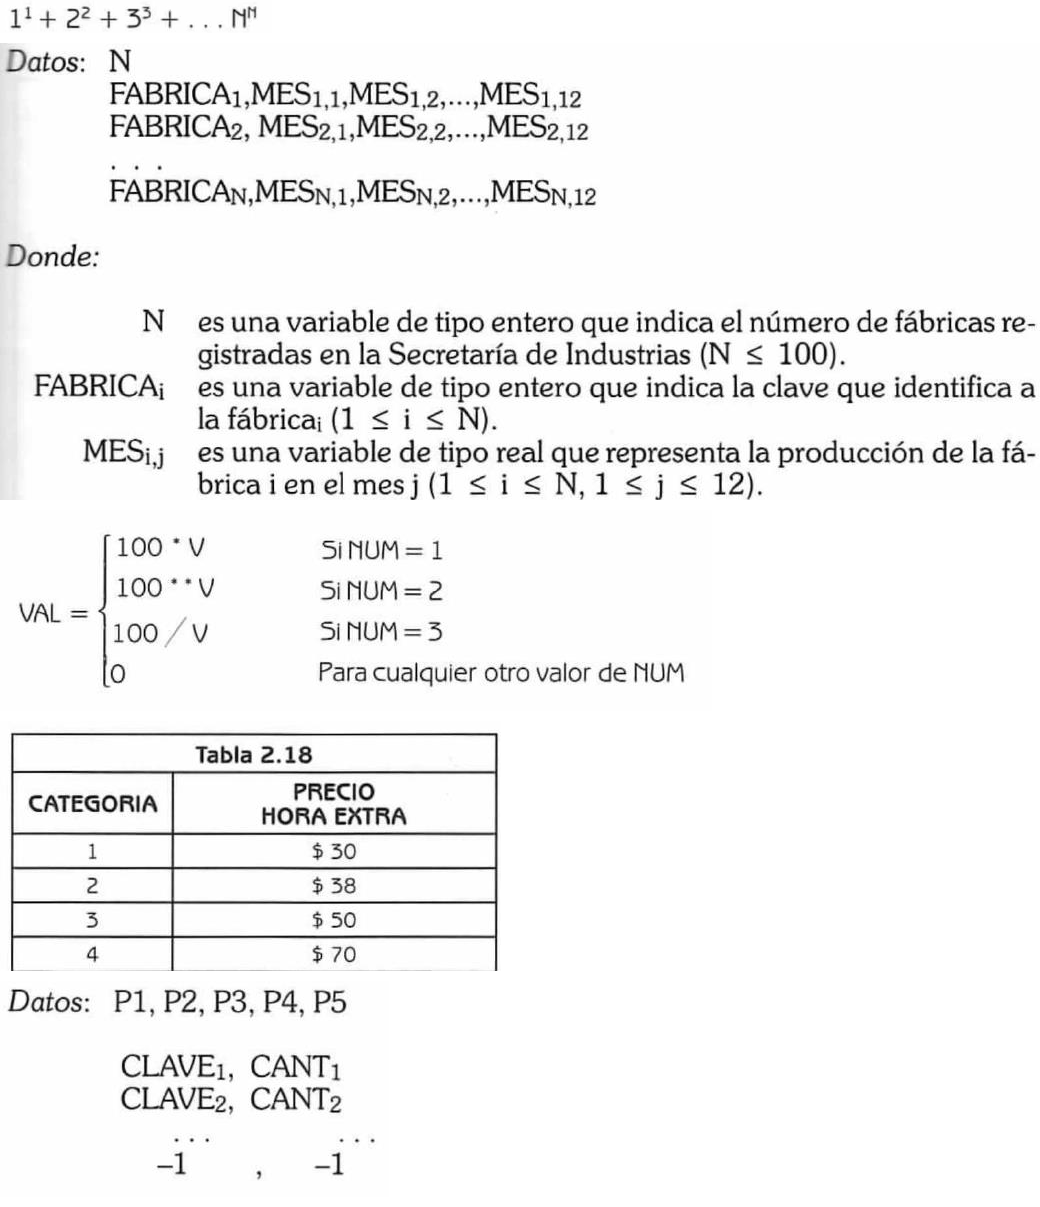 1¹ + 2² + 3³ + . . . Nᴺ
Datos: N
FABRICA₁,MES₁,₁,MES₁,₂,...,MES₁,₁₂
FABRICA₂, MES₂,₁,MES₂,₂,...,MES₂,₁₂
. . .
FABRICA_N,MES_N,₁,MES_N,₂,...,MES_N,₁₂
Donde:
N es una variable de tipo entero que indica el número de fábricas re-
gistradas en la Secretaría de Industrias (N ≤ 100).
FABRICAᵢ es una variable de tipo entero que indica la clave que identifica a
la fábricaᵢ (1 ≤ i ≤ N).
MESᵢ,ⱼ es una variable de tipo real que representa la producción de la fá-
brica i en el mes j (1 ≤ i ≤ N, 1 ≤ j ≤ 12).
100 * V Si NUM = 1
100 ** V Si NUM = 2
VAL =
100 / V Si NUM = 3
0 Para cualquier otro valor de NUM
Tabla 2.18
CATEGORIA PRECIO
HORA EXTRA
1 $ 30
2 $ 38
3 $ 50
4 $ 70
Datos: P1, P2, P3, P4, P5
CLAVE₁, CANT₁
CLAVE₂, CANT₂
. . . . . .
–1 , –1